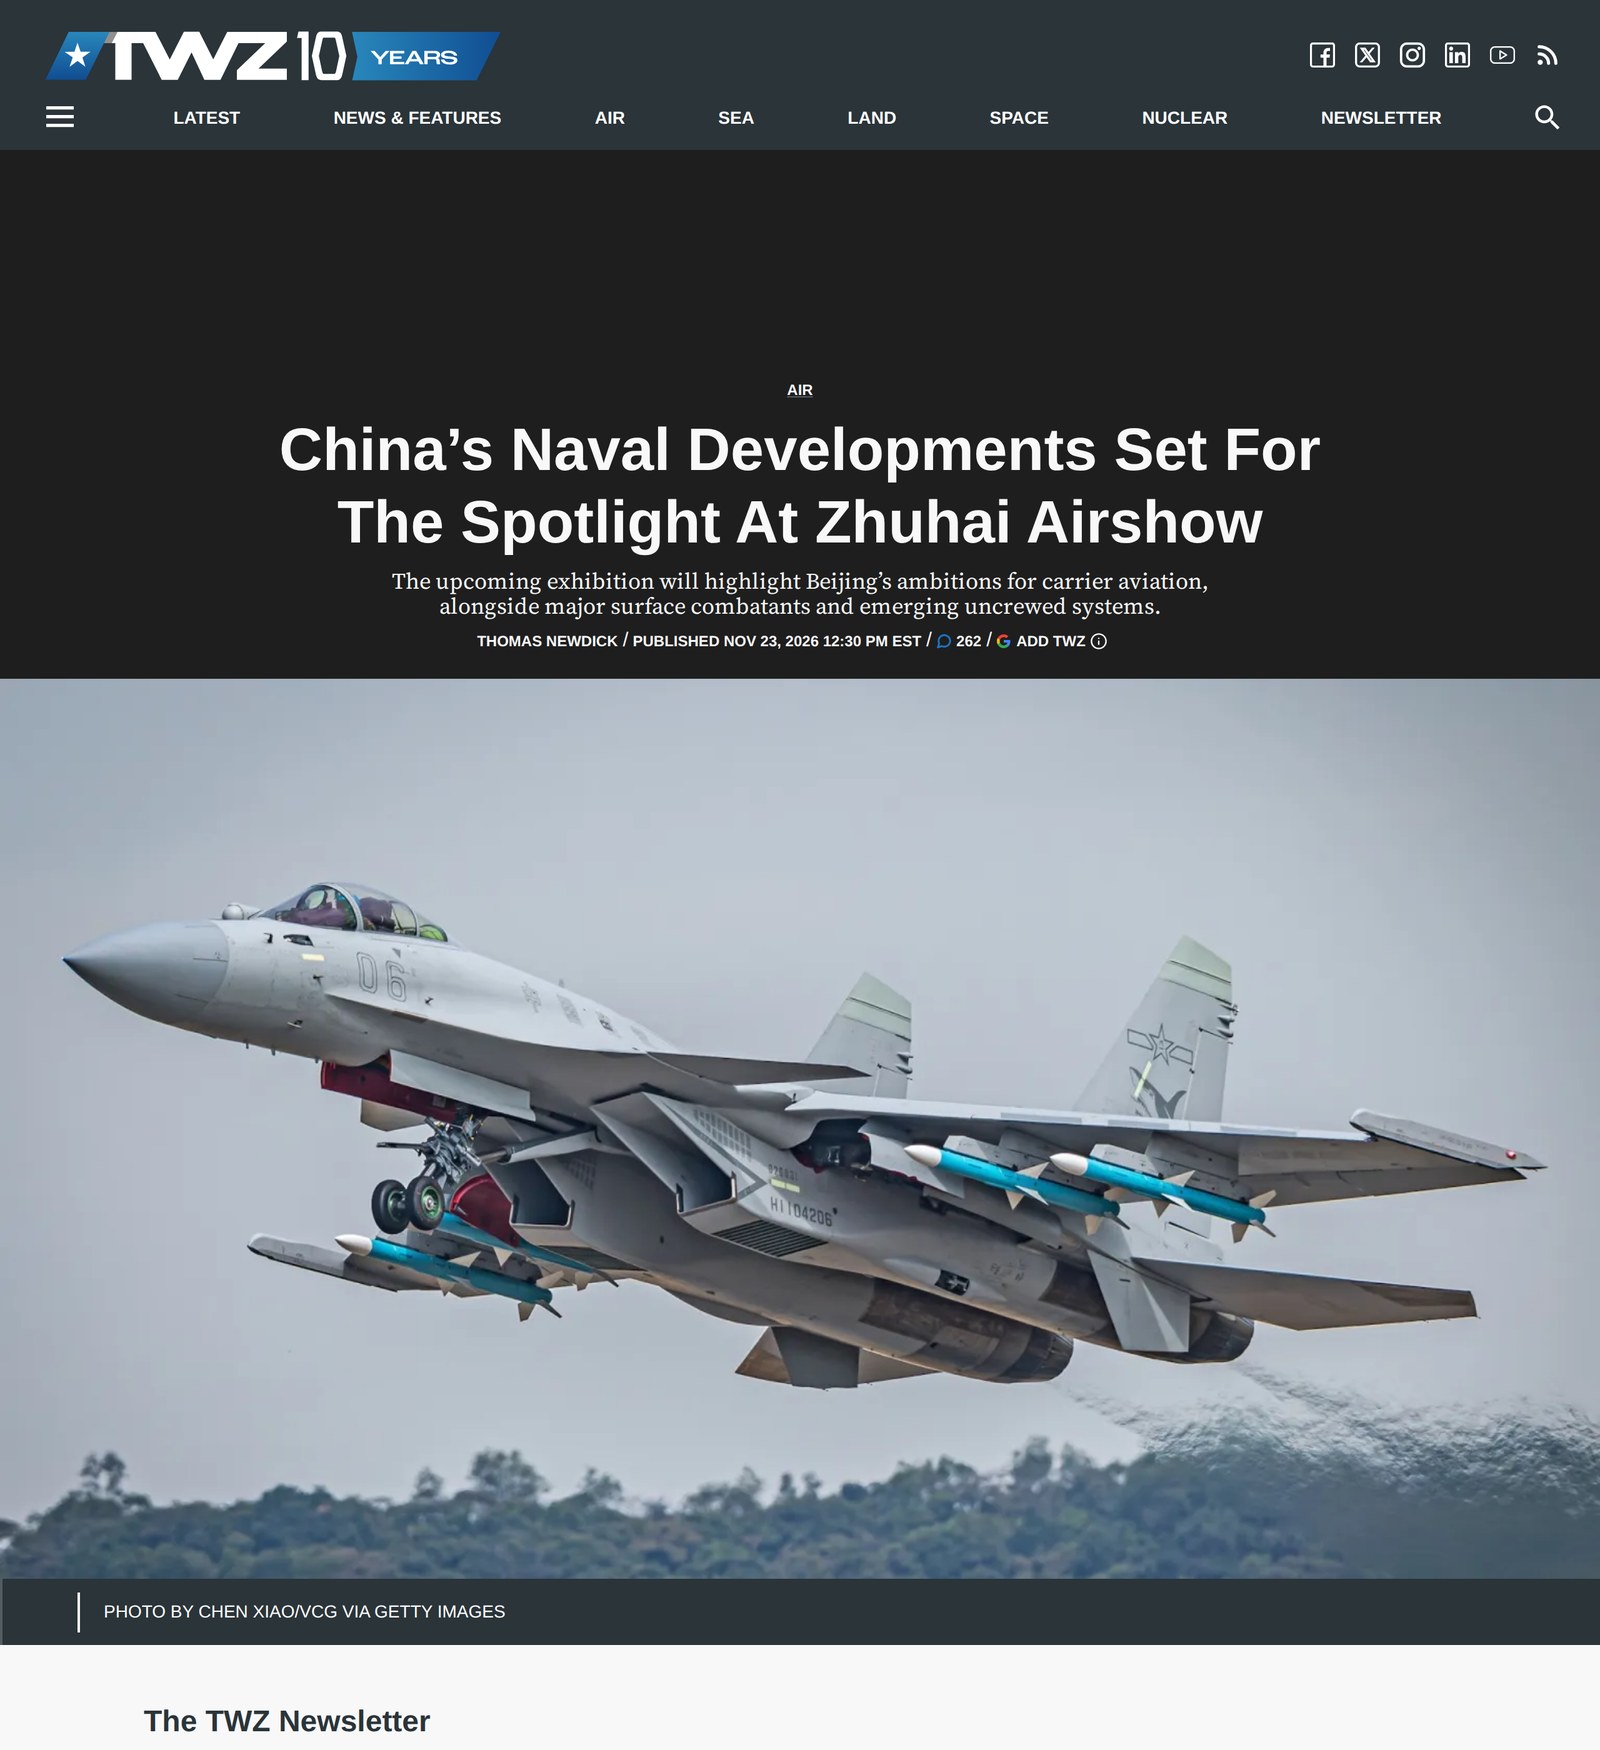 TWZ 10 YEARS
LATEST NEWS & FEATURES AIR SEA LAND SPACE NUCLEAR NEWSLETTER
AIR
China’s Naval Developments Set For
The Spotlight At Zhuhai Airshow
The upcoming exhibition will highlight Beijing’s ambitions for carrier aviation,
alongside major surface combatants and emerging uncrewed systems.
THOMAS NEWDICK / PUBLISHED NOV 23, 2026 12:30 PM EST / 262 / ADD TWZ
06
H1104206
PHOTO BY CHEN XIAO/VCG VIA GETTY IMAGES
The TWZ Newsletter